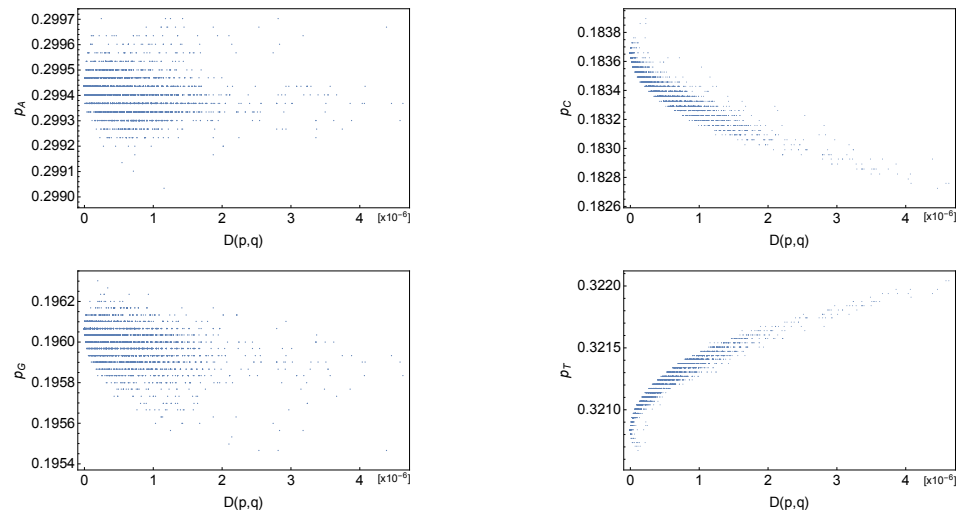 0.2997
0.2996
0.2995
0.2994
0.2993
0.2992
0.2991
0.2990
p_A
0 1 2 3 4 [x10⁻⁶]
D(p,q)
0.1838
0.1836
0.1834
0.1832
0.1830
0.1828
0.1826
p_C
0 1 2 3 4 [x10⁻⁶]
D(p,q)
0.1962
0.1960
0.1958
0.1956
0.1954
p_G
0 1 2 3 4 [x10⁻⁶]
D(p,q)
0.3220
0.3215
0.3210
p_T
0 1 2 3 4 [x10⁻⁶]
D(p,q)